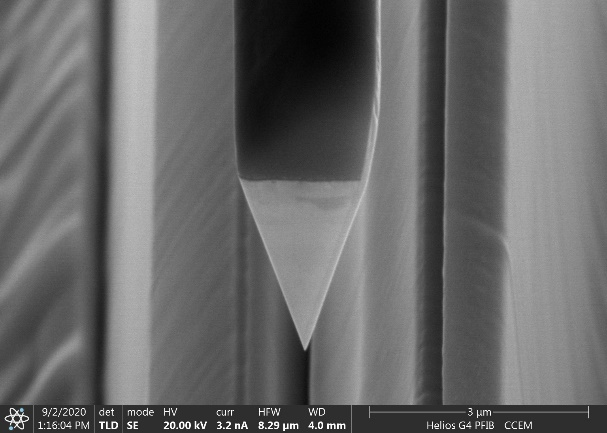 9/2/2020 det mode HV curr HFW WD 3 µm
1:16:04 PM TLD SE 20.00 kV 3.2 nA 8.29 µm 4.0 mm Helios G4 PFIB CCEM